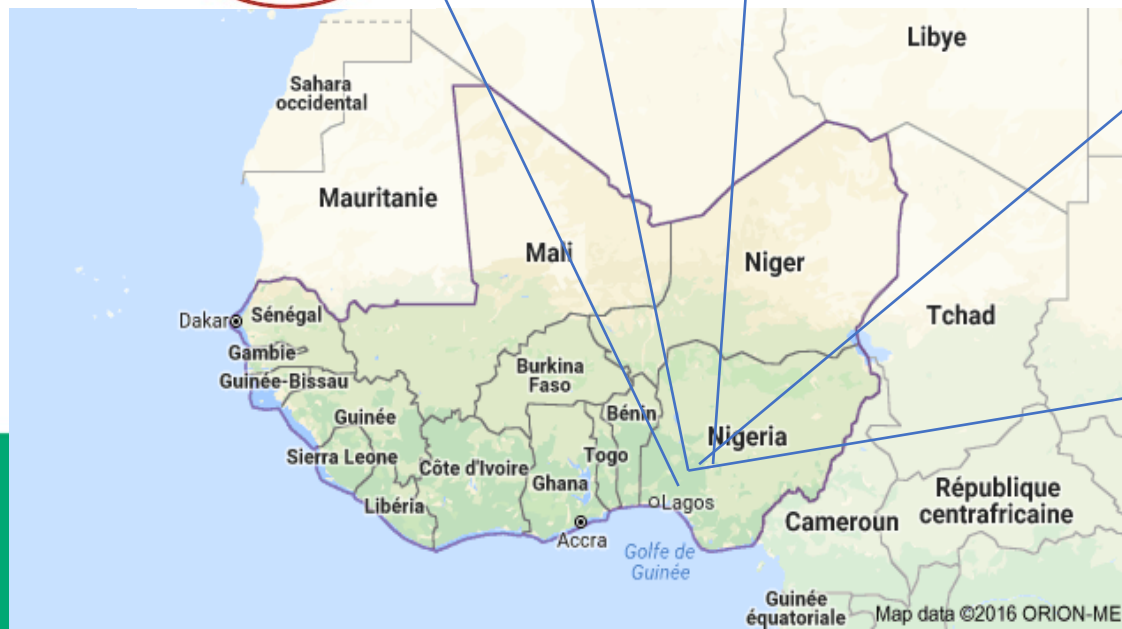 Libye
Sahara
occidental
Mauritanie
Mali
Niger
Dakar
Sénégal
Tchad
Gambie
Guinée-Bissau
Burkina
Faso
Guinée
Bénin
Nigeria
Sierra Leone
Côte d'Ivoire
Togo
Ghana
Libéria
Lagos
République
centrafricaine
Cameroun
Accra
Golfe de
Guinée
Guinée
équatoriale
Map data ©2016 ORION-ME